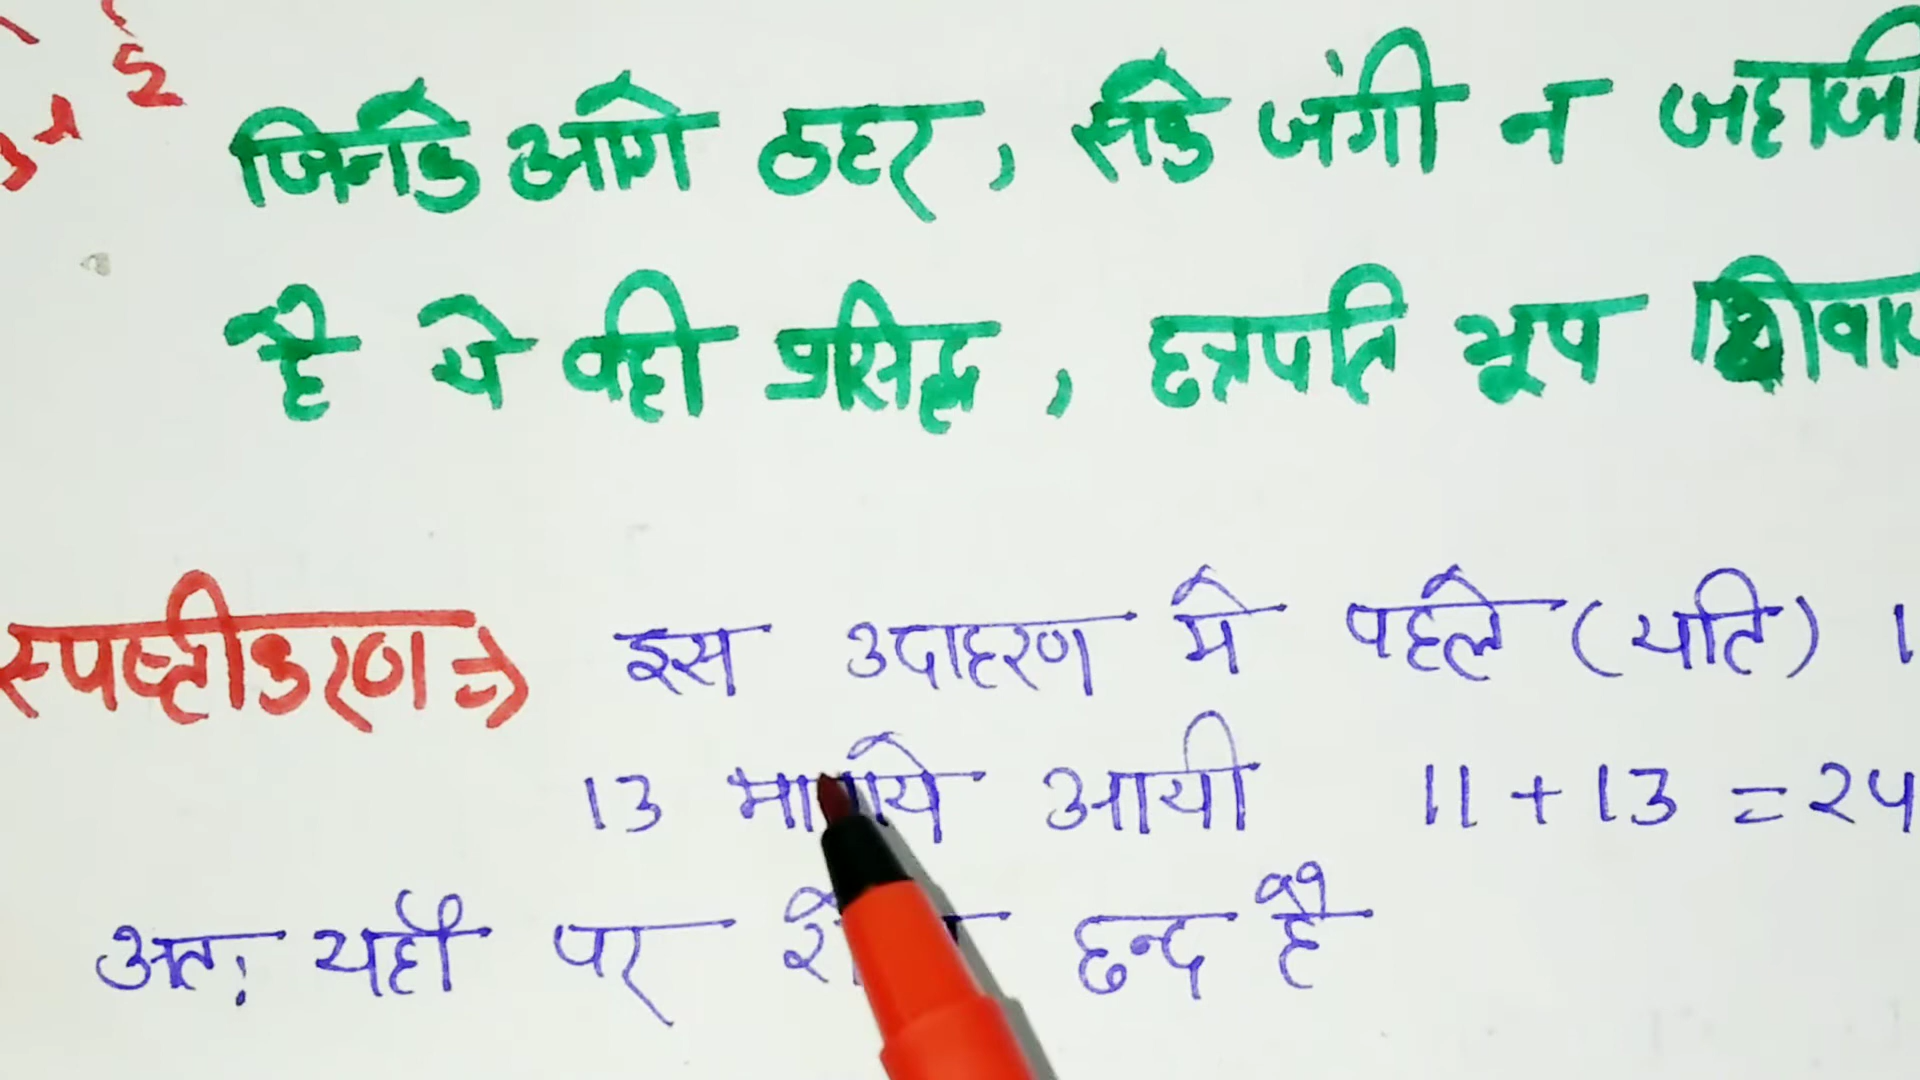 है
जिनके आगे ठहर, सके जंगी न जहाजी
है ये वही प्रसिद्ध, छत्रपति भूप शिवाज
स्पष्टीकरण ⇒ इस उदाहरण मे पहले (यति) 1
13 मात्राये आयी 11 + 13 = 24
अत: यहाँ पर छन्द है